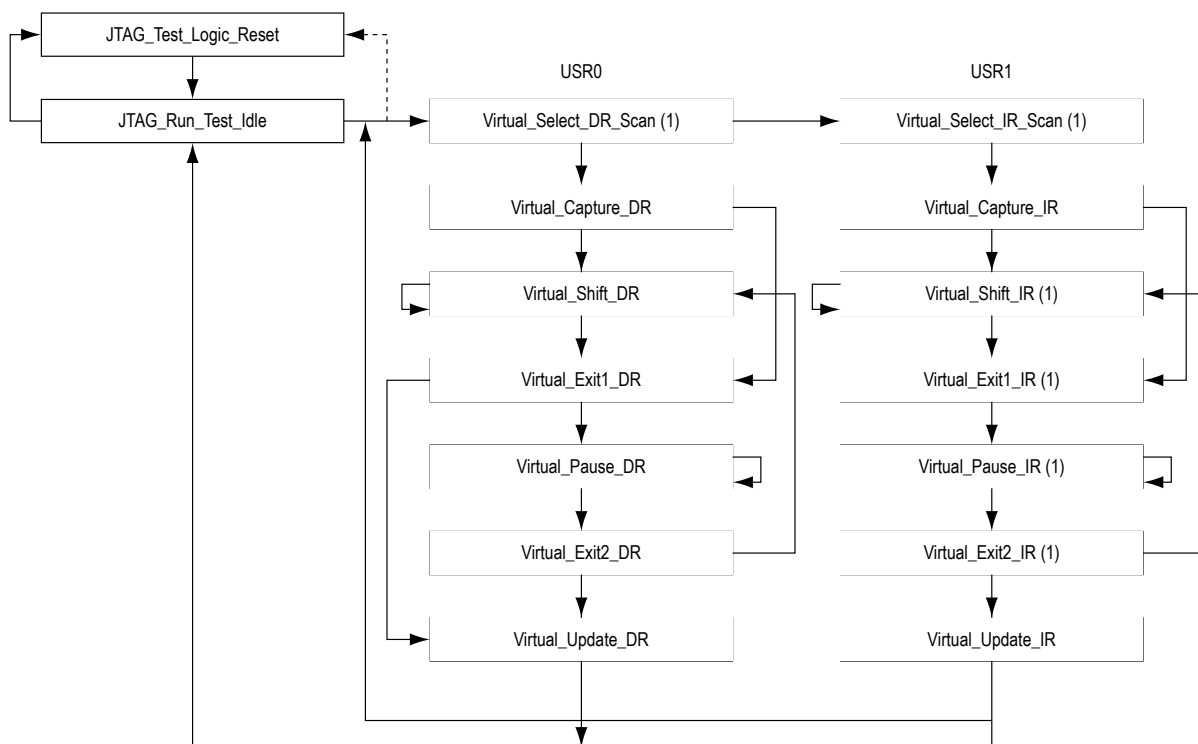 JTAG_Test_Logic_Reset
JTAG_Run_Test_Idle
USR0
Virtual_Select_DR_Scan (1)
Virtual_Capture_DR
Virtual_Shift_DR
Virtual_Exit1_DR
Virtual_Pause_DR
Virtual_Exit2_DR
Virtual_Update_DR
USR1
Virtual_Select_IR_Scan (1)
Virtual_Capture_IR
Virtual_Shift_IR (1)
Virtual_Exit1_IR (1)
Virtual_Pause_IR (1)
Virtual_Exit2_IR (1)
Virtual_Update_IR